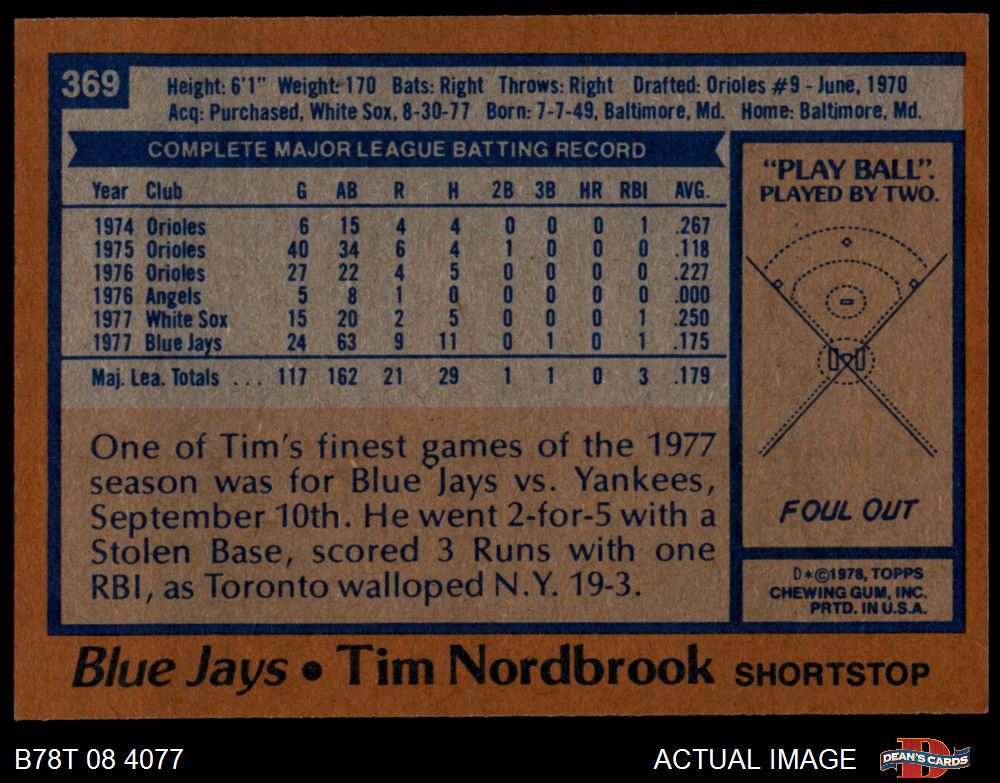 369
Height: 6'1" Weight: 170 Bats: Right Throws: Right Drafted: Orioles #9 - June, 1970
Acq: Purchased, White Sox, 8-30-77 Born: 7-7-49, Baltimore, Md. Home: Baltimore, Md.
COMPLETE MAJOR LEAGUE BATTING RECORD
Year Club G AB R H 2B 3B HR RBI AVG.
1974 Orioles 6 15 4 4 0 0 0 1 .267
1975 Orioles 40 34 6 4 1 0 0 0 .118
1976 Orioles 27 22 4 5 0 0 0 0 .227
1976 Angels 5 8 1 0 0 0 0 0 .000
1977 White Sox 15 20 2 5 0 0 0 1 .250
1977 Blue Jays 24 63 9 11 0 1 0 1 .175
Maj. Lea. Totals ... 117 162 21 29 1 1 0 3 .179
One of Tim's finest games of the 1977
season was for Blue Jays vs. Yankees,
September 10th. He went 2-for-5 with a
Stolen Base, scored 3 Runs with one
RBI, as Toronto walloped N.Y. 19-3.
"PLAY BALL".
PLAYED BY TWO.
FOUL OUT
D*©1978, TOPPS
CHEWING GUM, INC.
PRTD. IN U.S.A.
Blue Jays • Tim Nordbrook SHORTSTOP
B78T 08 4077
ACTUAL IMAGE
DEAN'S CARDS